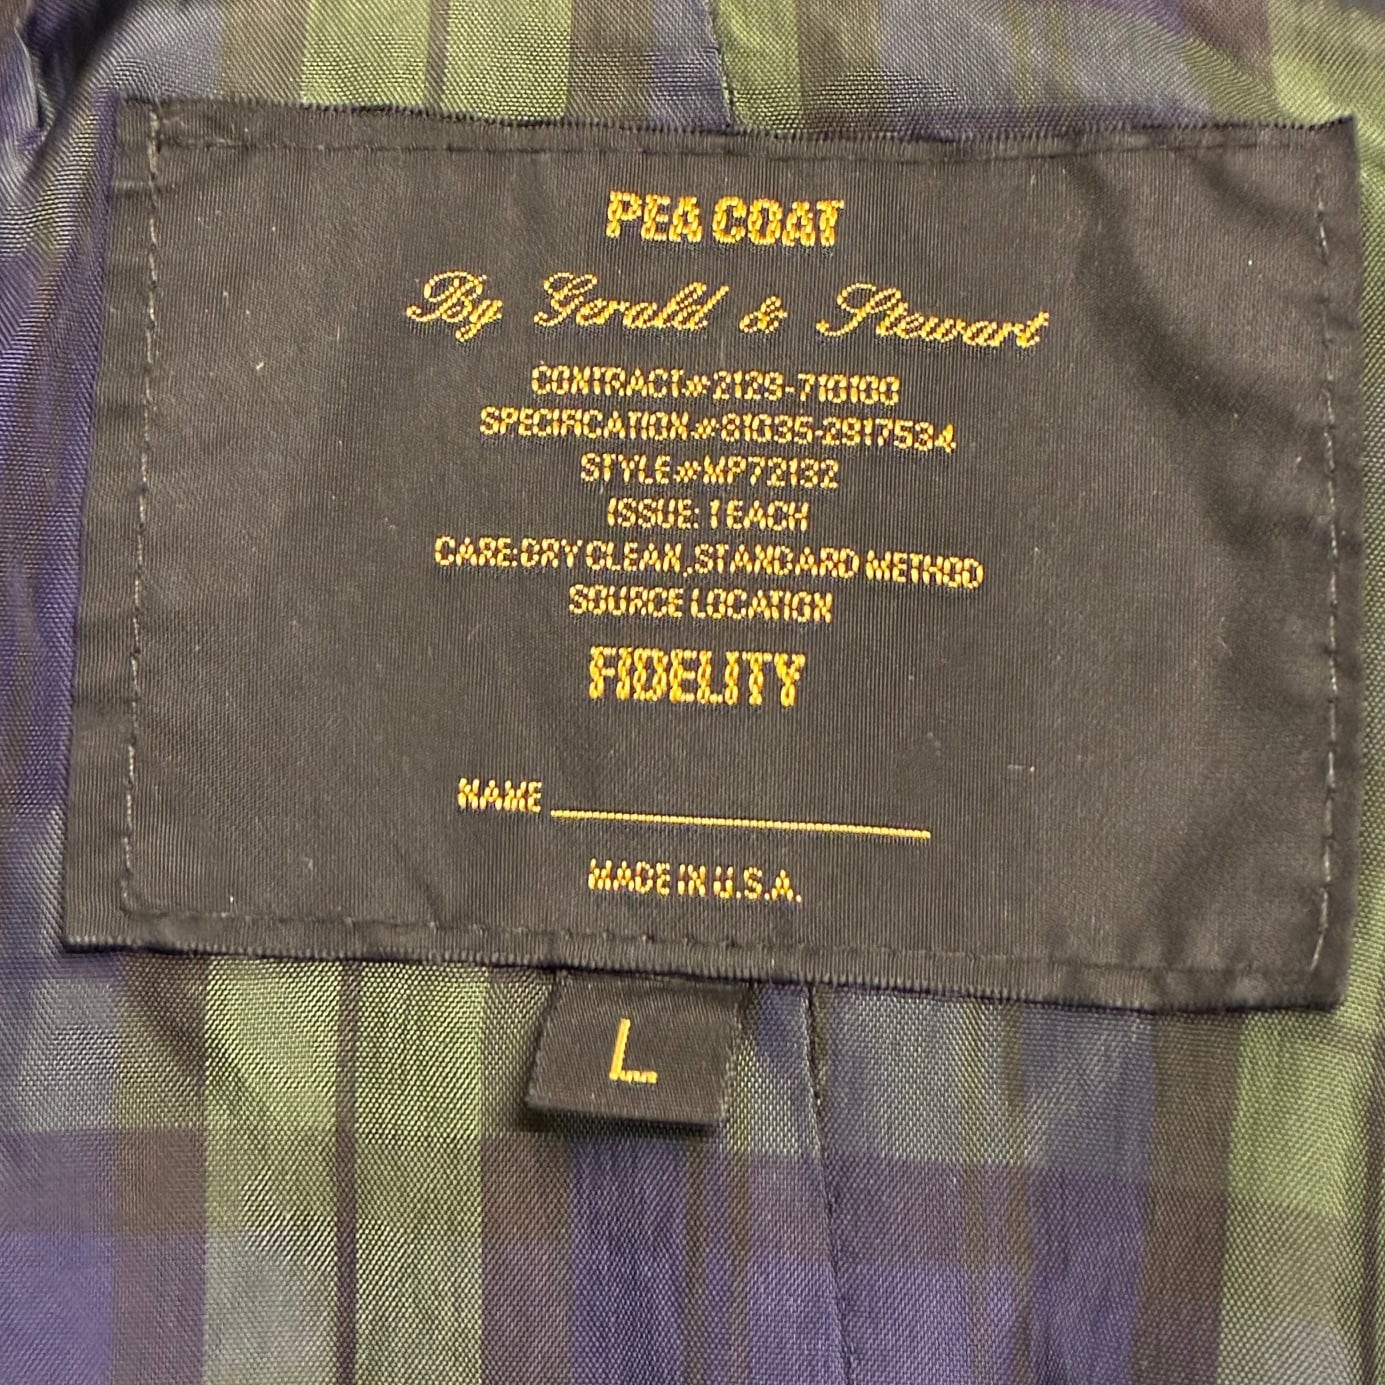 PEA COAT
By Gerald & Stewart
CONTRACT#2129-710100
SPECIFICATION#81035-2917534
STYLE#MP72132
ISSUE: 1 EACH
CARE:DRY CLEAN,STANDARD METHOD
SOURCE LOCATION
FIDELITY
NAME
MADE IN U.S.A.
L